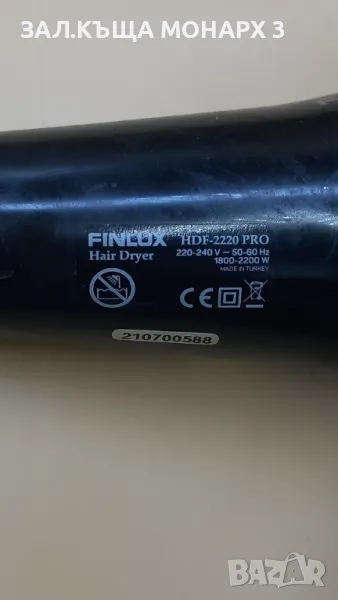 ЗАЛ.КЪЩА МОНАРХ 3
FINLUX HDF-2220 PRO
Hair Dryer 220-240 V ~ 50-60 Hz
1800-2200 W
MADE IN TURKEY
CE
210700588
BAZAR